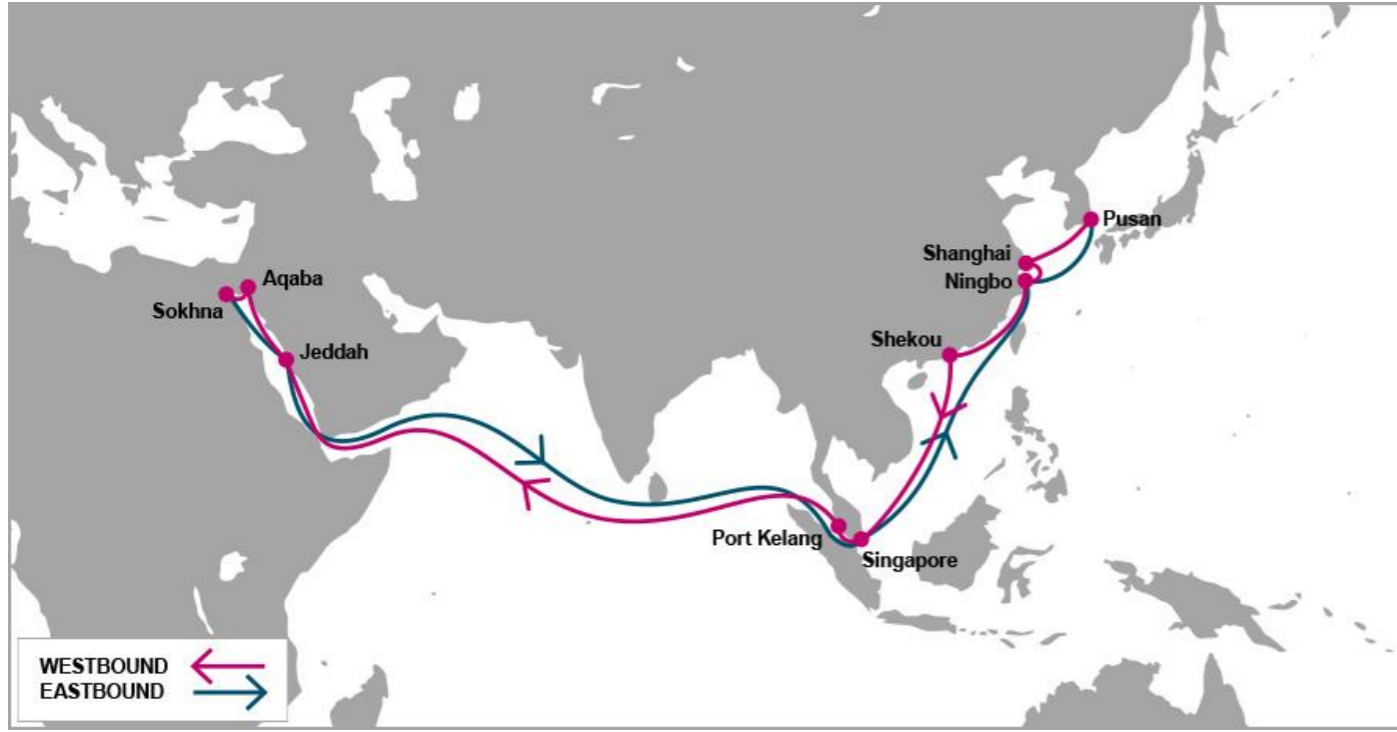 Pusan
Shanghai
Ningbo
Aqaba
Sokhna
Shekou
Jeddah
Port Kelang
Singapore
WESTBOUND
EASTBOUND